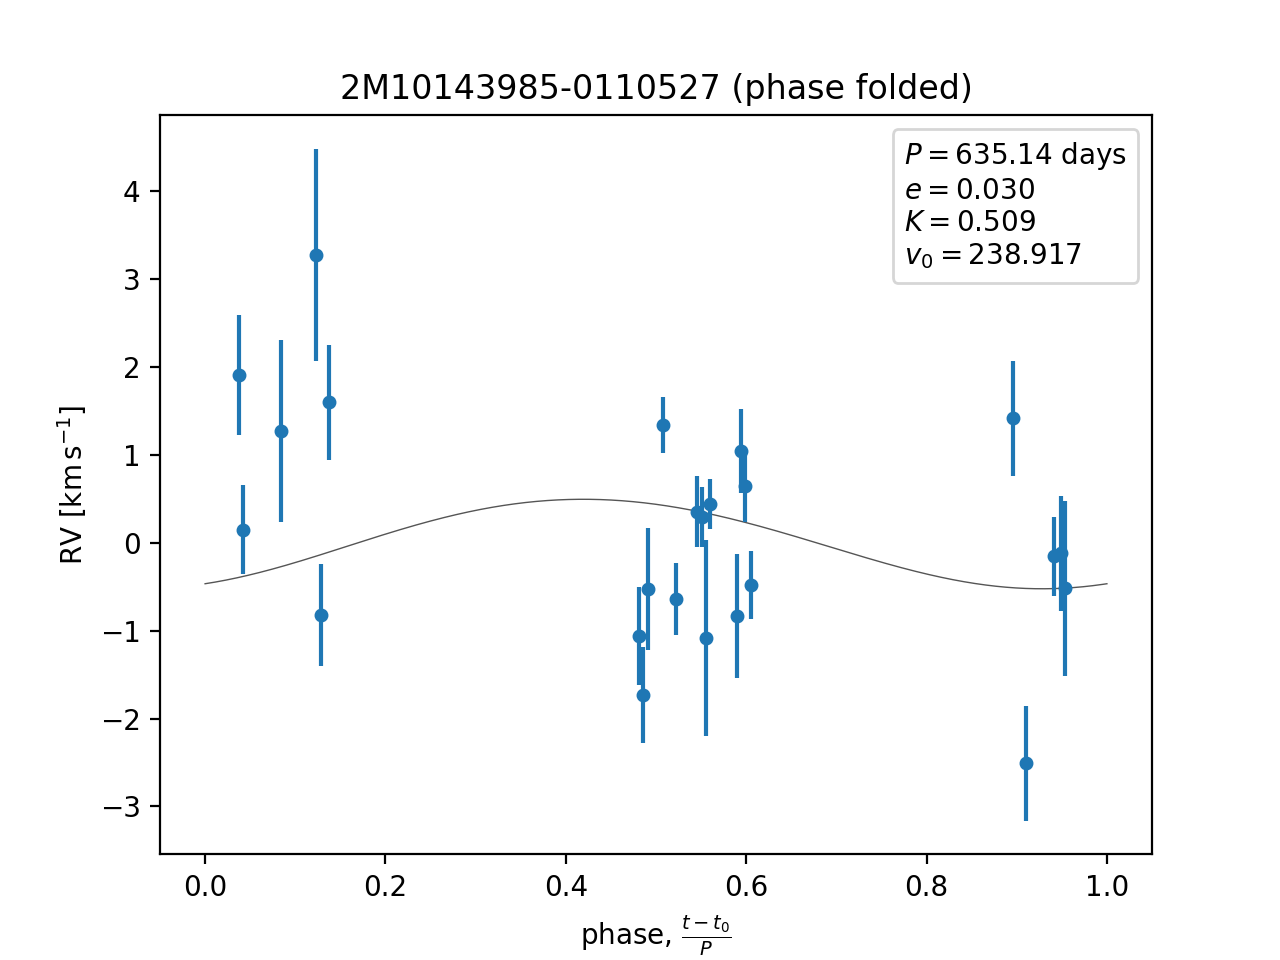 2M10143985-0110527 (phase folded)
P = 635.14 days
e = 0.030
K = 0.509
v₀ = 238.917
4
3
2
1
0
−1
−2
−3
RV [km s⁻¹]
0.0 0.2 0.4 0.6 0.8 1.0
phase, (t − t₀)/P